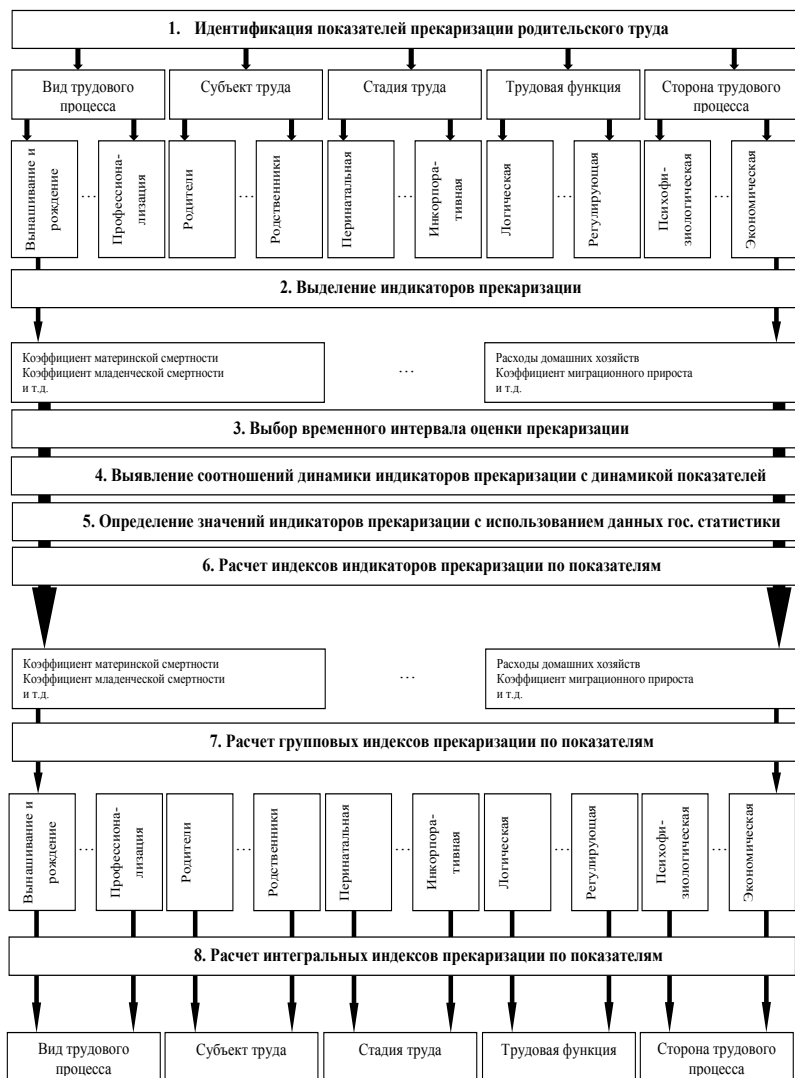 1. Идентификация показателей прекаризации родительского труда
Вид трудового
процесса
Субъект труда
Стадия труда
Трудовая функция
Сторона трудового
процесса
Вынашивание и
рождение
...
Профессиона-
лизация
Родители
...
Родственники
Перинатальная
...
Инкорпора-
тивная
Логическая
...
Регулирующая
Психофи-
зиологическая
...
Экономическая
2. Выделение индикаторов прекаризации
Коэффициент материнской смертности
Коэффициент младенческой смертности
и т.д.
...
Расходы домашних хозяйств
Коэффициент миграционного прироста
и т.д.
3. Выбор временного интервала оценки прекаризации
4. Выявление соотношений динамики индикаторов прекаризации с динамикой показателей
5. Определение значений индикаторов прекаризации с использованием данных гос. статистики
6. Расчет индексов индикаторов прекаризации по показателям
Коэффициент материнской смертности
Коэффициент младенческой смертности
и т.д.
...
Расходы домашних хозяйств
Коэффициент миграционного прироста
и т.д.
7. Расчет групповых индексов прекаризации по показателям
Вынашивание и
рождение
...
Профессиона-
лизация
Родители
...
Родственники
Перинатальная
...
Инкорпора-
тивная
Логическая
...
Регулирующая
Психофи-
зиологическая
...
Экономическая
8. Расчет интегральных индексов прекаризации по показателям
Вид трудового
процесса
Субъект труда
Стадия труда
Трудовая функция
Сторона трудового
процесса